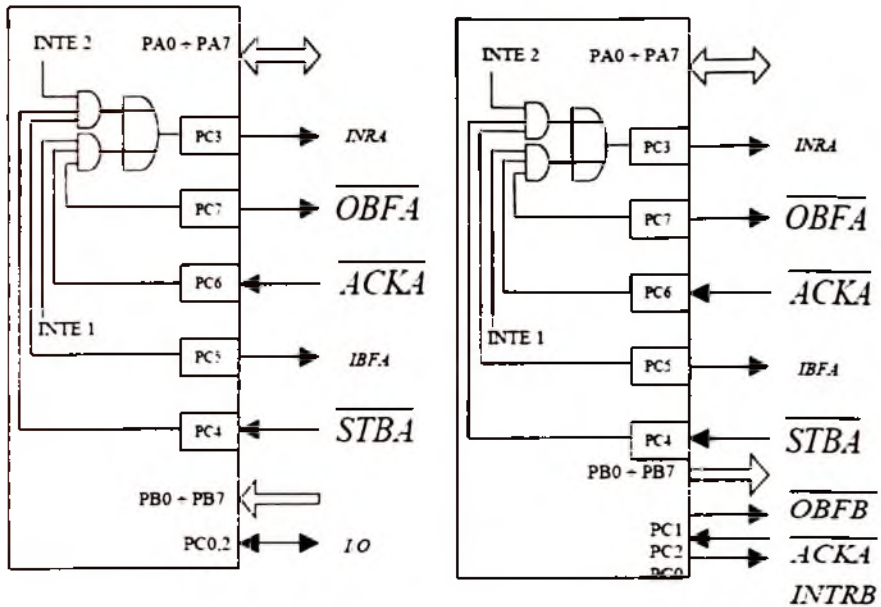 INTE 2
PA0 ÷ PA7
PC3
INRA
PC7
OBFA
PC6
ACKA
INTE 1
PC5
IBFA
PC4
STBA
PB0 ÷ PB7
PC0,2
IO
INTE 2
PA0 ÷ PA7
PC3
INRA
PC7
OBFA
PC6
ACKA
INTE 1
PC5
IBFA
PC4
STBA
PB0 ÷ PB7
OBFB
PC1
PC2
ACKA
PC0
INTRB